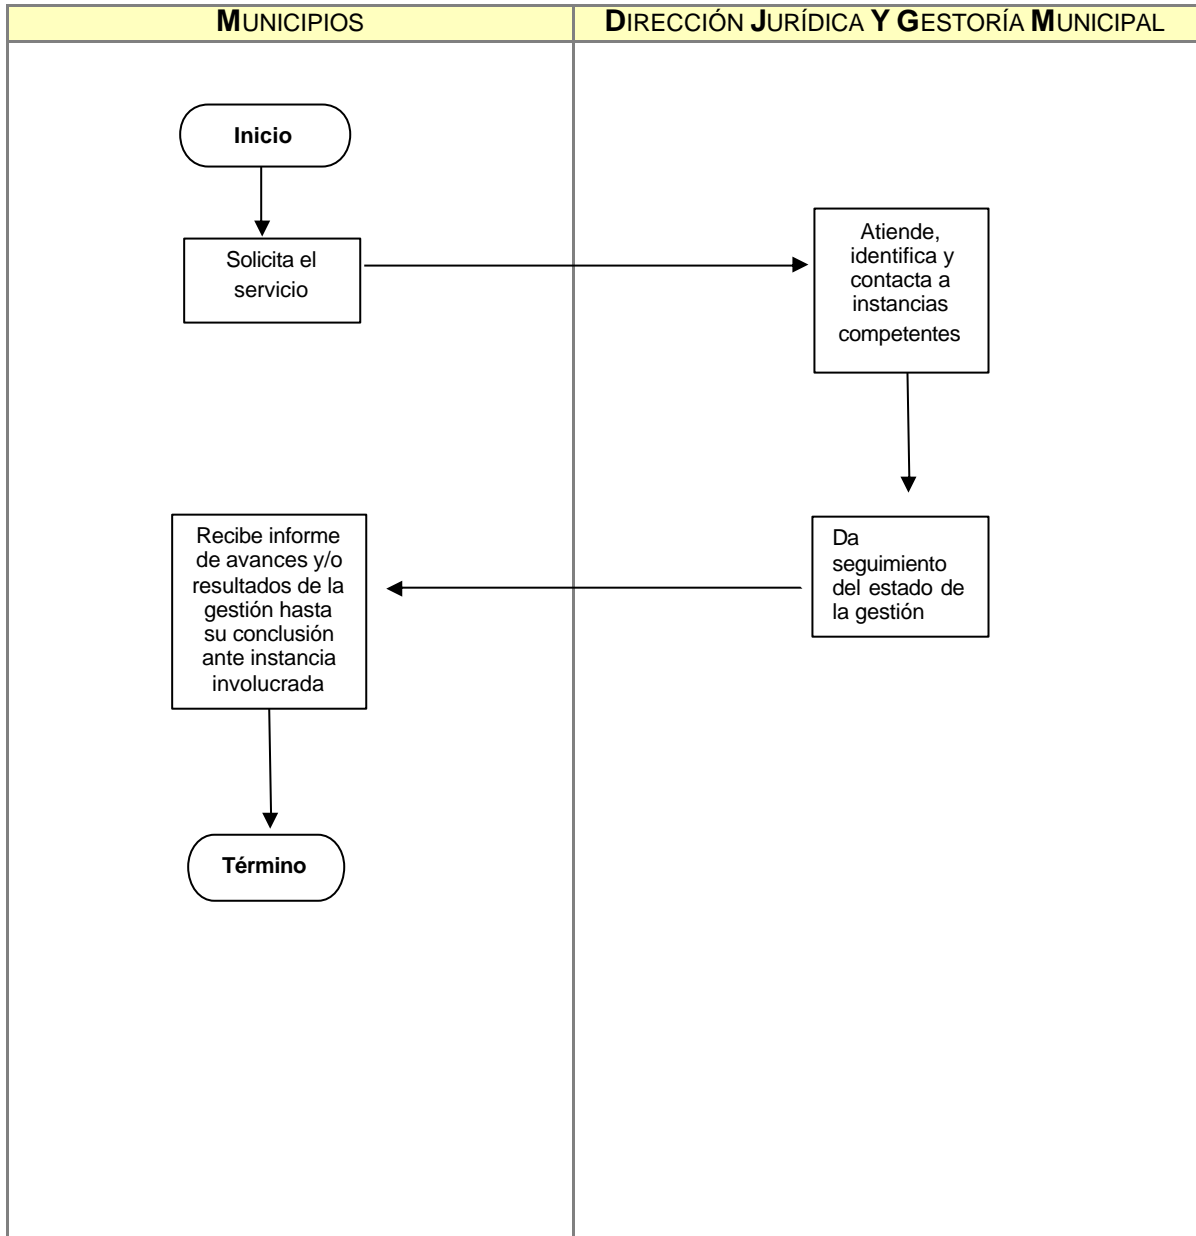 MUNICIPIOS
DIRECCIÓN JURÍDICA Y GESTORÍA MUNICIPAL
Inicio
Solicita el
servicio
Atiende,
identifica y
contacta a
instancias
competentes
Da
seguimiento
del estado de
la gestión
Recibe informe
de avances y/o
resultados de la
gestión hasta
su conclusión
ante instancia
involucrada
Término